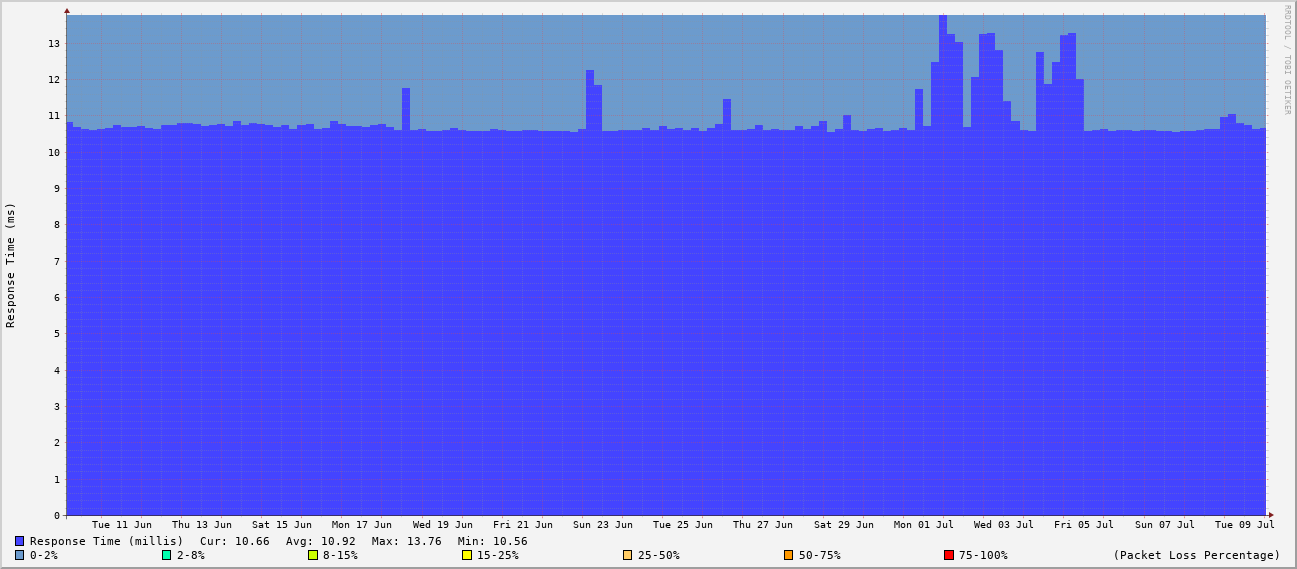 RRDTOOL / TOBI OETIKER
Response Time (ms)
13
12
11
10
9
8
7
6
5
4
3
2
1
0
Tue 11 Jun Thu 13 Jun Sat 15 Jun Mon 17 Jun Wed 19 Jun Fri 21 Jun Sun 23 Jun Tue 25 Jun Thu 27 Jun Sat 29 Jun Mon 01 Jul Wed 03 Jul Fri 05 Jul Sun 07 Jul Tue 09 Jul
Response Time (millis) Cur: 10.66 Avg: 10.92 Max: 13.76 Min: 10.56
0-2% 2-8% 8-15% 15-25% 25-50% 50-75% 75-100% (Packet Loss Percentage)